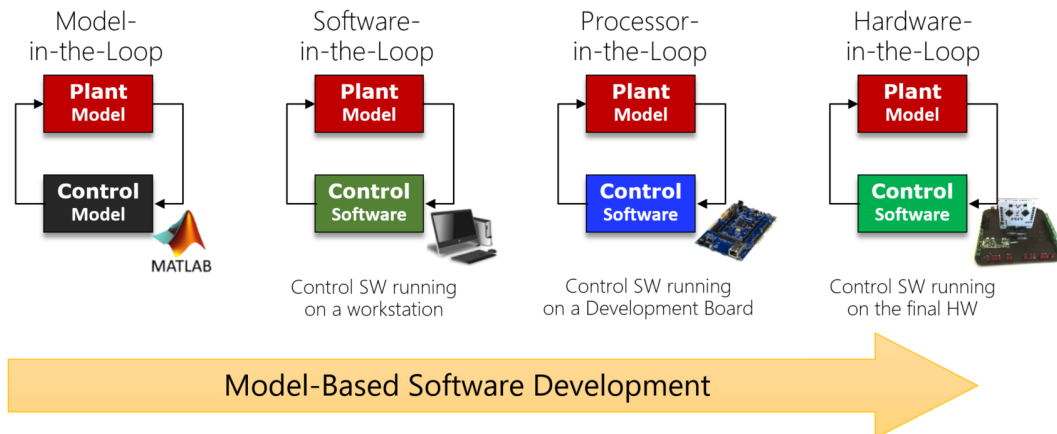 Model-
in-the-Loop
Plant
Model
Control
Model
MATLAB
Software-
in-the-Loop
Plant
Model
Control
Software
Control SW running
on a workstation
Processor-
in-the-Loop
Plant
Model
Control
Software
Control SW running
on a Development Board
Hardware-
in-the-Loop
Plant
Model
Control
Software
Control SW running
on the final HW
Model-Based Software Development